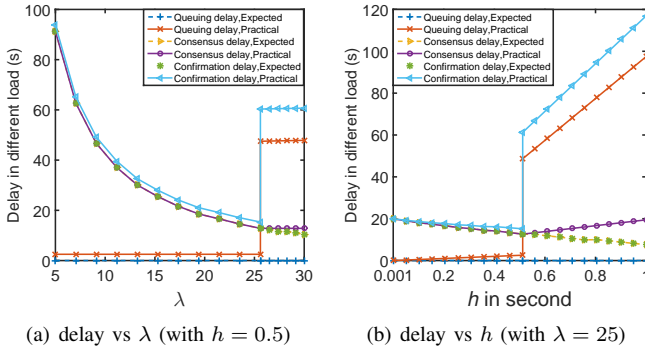 Delay in different load (s)
100
80
60
40
20
0
5
10
15
20
25
30
λ
Queuing delay,Expected
Queuing delay,Practical
Consensus delay,Expected
Consensus delay,Practical
Confirmation delay,Expected
Confirmation delay,Practical
(a) delay vs λ (with h = 0.5)
Delay in different load (s)
120
100
80
60
40
20
0
0.001
0.2
0.4
0.6
0.8
1
h in second
Queuing delay,Expected
Queuing delay,Practical
Consensus delay,Expected
Consensus delay,Practical
Confirmation delay,Expected
Confirmation delay,Practical
(b) delay vs h (with λ = 25)